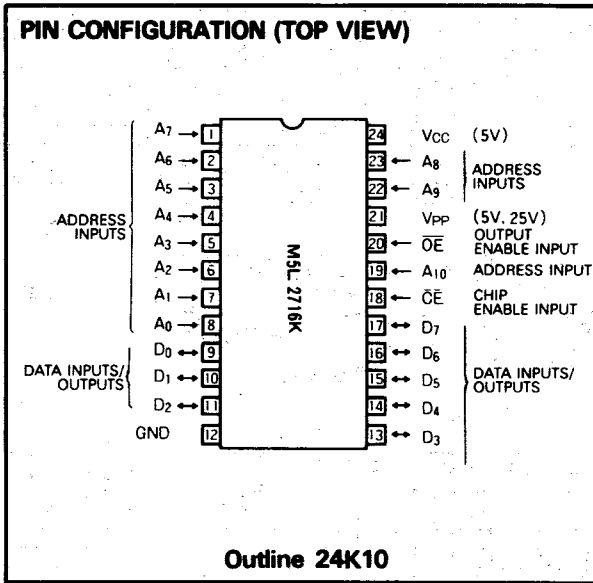 PIN CONFIGURATION (TOP VIEW)
A7 → 1
A6 → 2
A5 → 3
A4 → 4
ADDRESS INPUTS
A3 → 5
A2 → 6
A1 → 7
A0 → 8
D0 ↔ 9
DATA INPUTS/ OUTPUTS
D1 ↔ 10
D2 ↔ 11
GND 12
M5L 2716K
24 VCC (5V)
23 ← A8
ADDRESS INPUTS
22 ← A9
21 VPP (5V, 25V)
20 ← O̅E̅ OUTPUT ENABLE INPUT
19 ← A10 ADDRESS INPUT
18 ← C̅E̅ CHIP ENABLE INPUT
17 ↔ D7
16 ↔ D6
15 ↔ D5
DATA INPUTS/ OUTPUTS
14 ↔ D4
13 ↔ D3
Outline 24K10